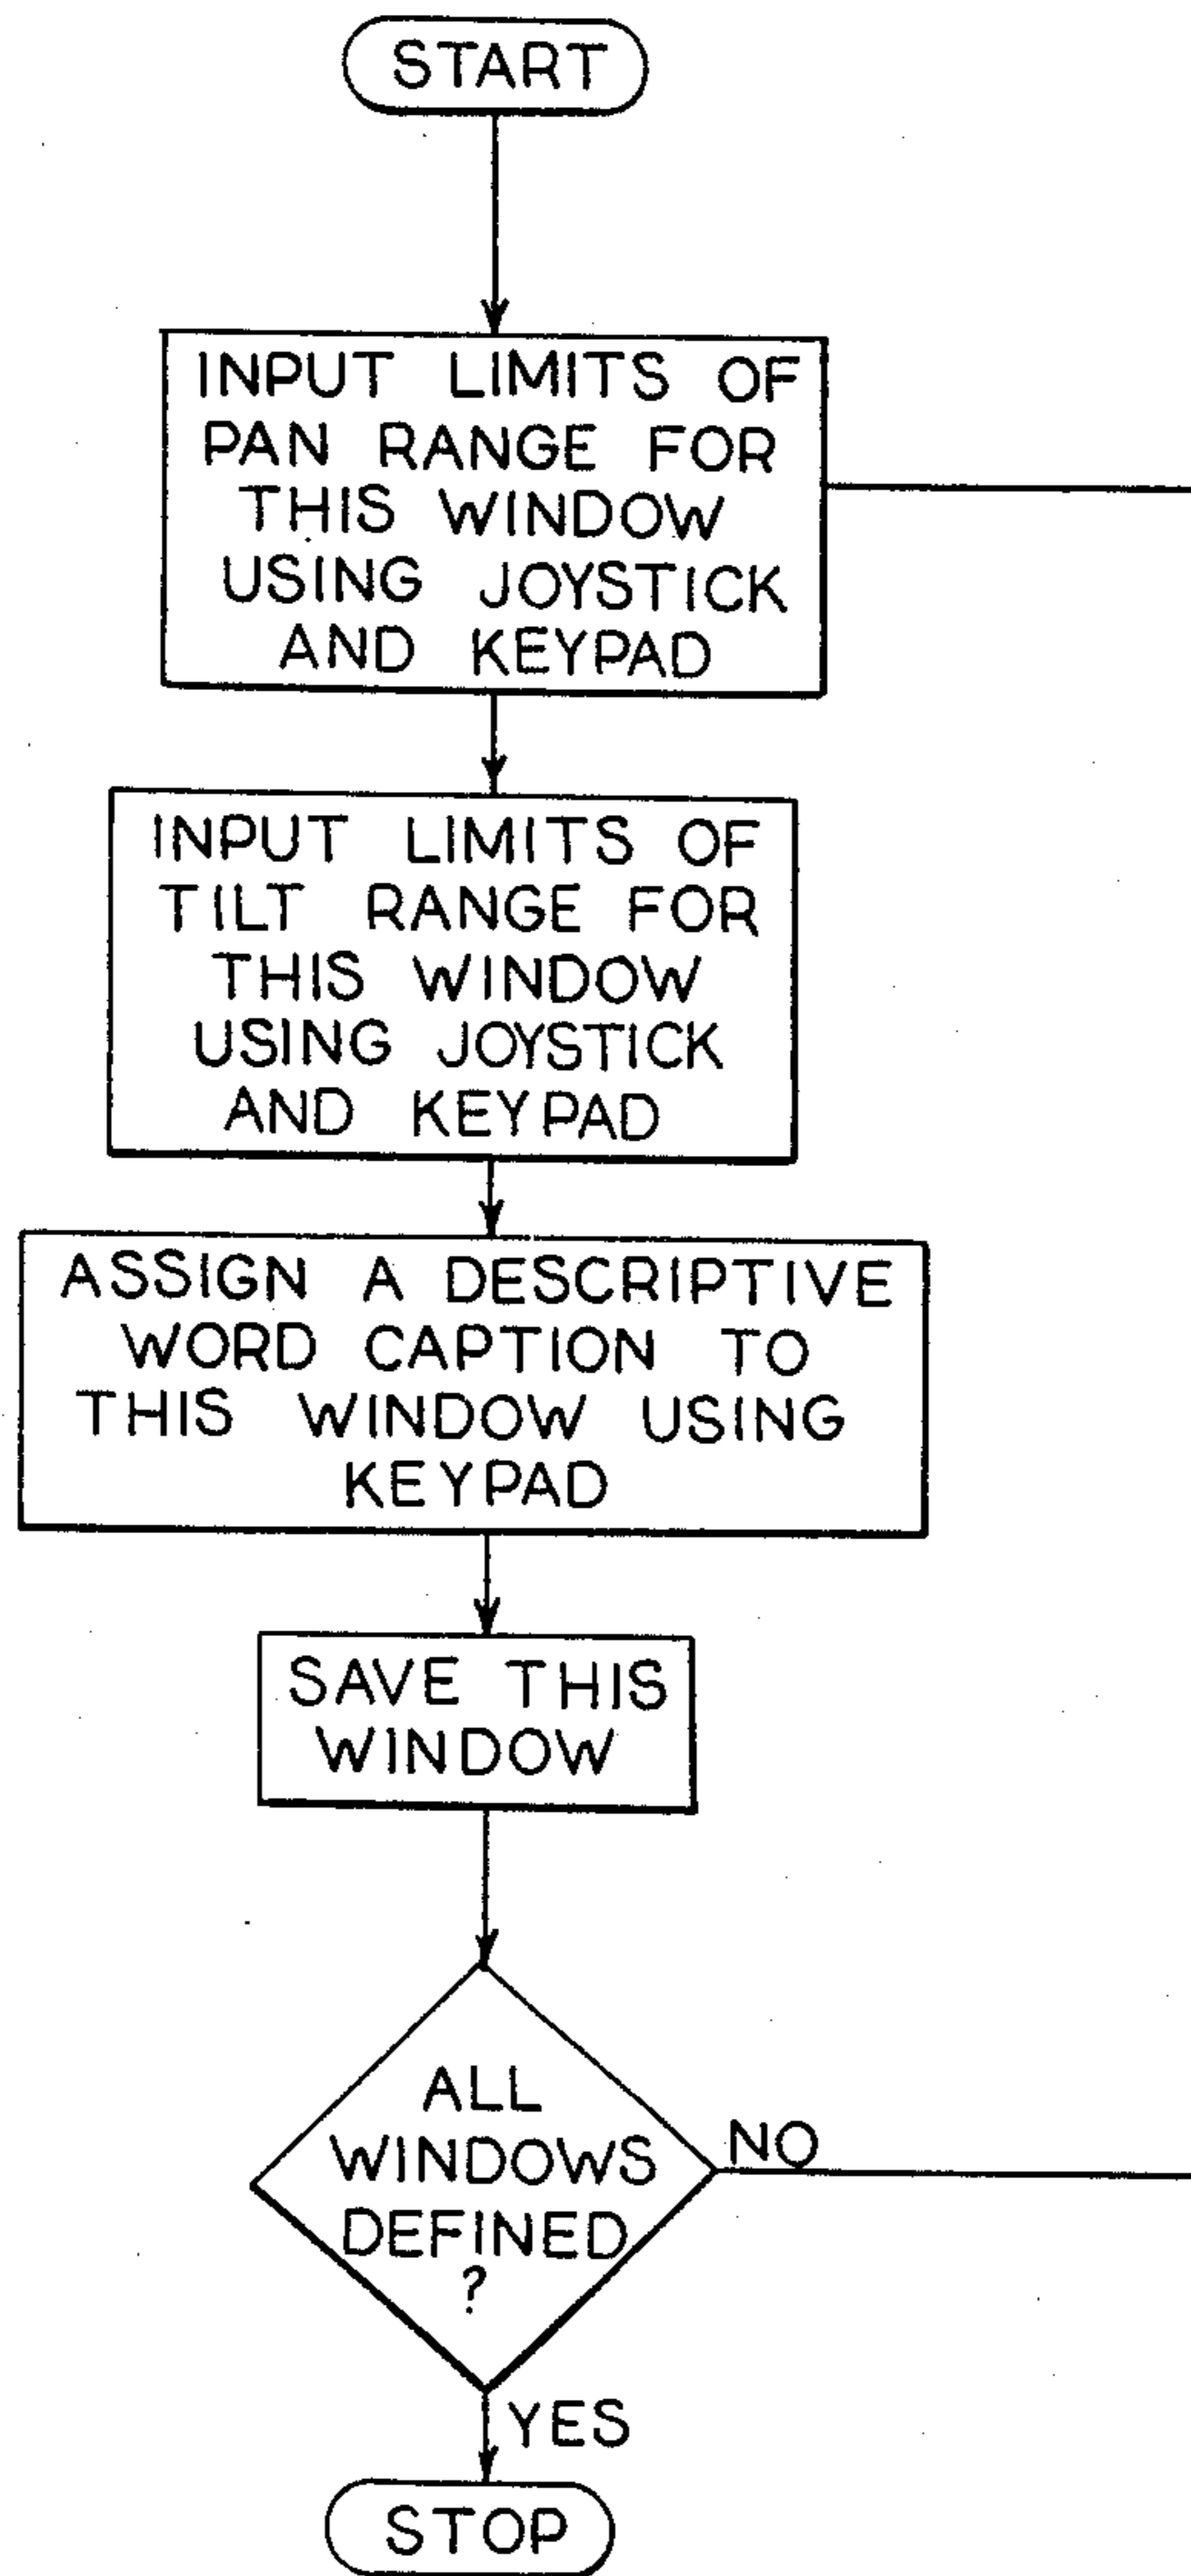 START
INPUT LIMITS OF
PAN RANGE FOR
THIS WINDOW
USING JOYSTICK
AND KEYPAD
INPUT LIMITS OF
TILT RANGE FOR
THIS WINDOW
USING JOYSTICK
AND KEYPAD
ASSIGN A DESCRIPTIVE
WORD CAPTION TO
THIS WINDOW USING
KEYPAD
SAVE THIS
WINDOW
ALL
WINDOWS
DEFINED
?
NO
YES
STOP